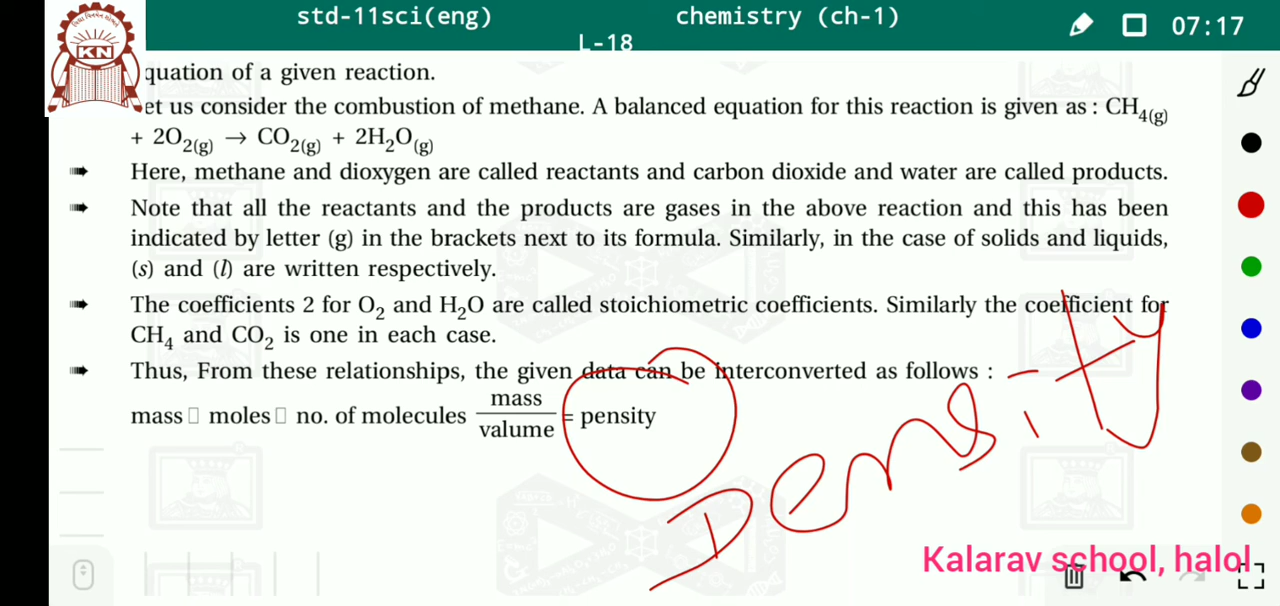 std-11sci(eng) chemistry (ch-1) 07:17
L-18
KN
quation of a given reaction.
et us consider the combustion of methane. A balanced equation for this reaction is given as : CH₄(g)
+ 2O₂(g) → CO₂(g) + 2H₂O(g)
➠ Here, methane and dioxygen are called reactants and carbon dioxide and water are called products.
➠ Note that all the reactants and the products are gases in the above reaction and this has been
indicated by letter (g) in the brackets next to its formula. Similarly, in the case of solids and liquids,
(s) and (l) are written respectively.
➠ The coefficients 2 for O₂ and H₂O are called stoichiometric coefficients. Similarly the coefficient for
CH₄ and CO₂ is one in each case.
➠ Thus, From these relationships, the given data can be interconverted as follows :
mass □ moles □ no. of molecules mass/valume = pensity
Density
Kalarav school, halol